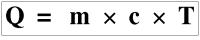 Q = m × c × T